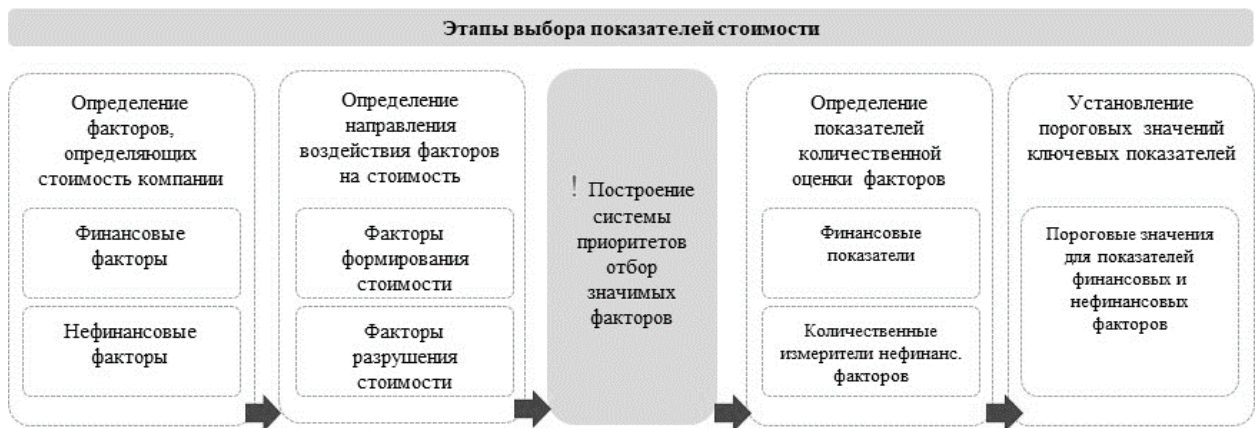 Этапы выбора показателей стоимости
Определение
факторов,
определяющих
стоимость компании
Финансовые
факторы
Нефинансовые
факторы
Определение
направления
воздействия факторов
на стоимость
Факторы
формирования
стоимости
Факторы
разрушения
стоимости
! Построение
системы
приоритетов
отбор
значимых
факторов
Определение
показателей
количественной
оценки факторов
Финансовые
показатели
Количественные
измерители нефинанс.
факторов
Установление
пороговых значений
ключевых показателей
Пороговые значения
для показателей
финансовых и
нефинансовых
факторов